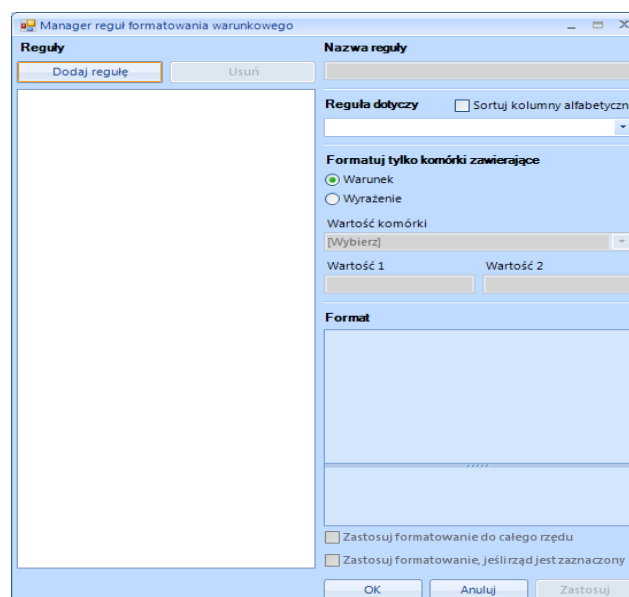 Manager reguł formatowania warunkowego
Reguły
Dodaj regułę
Usuń
Nazwa reguły
Reguła dotyczy
Sortuj kolumny alfabetyczn
Formatuj tylko komórki zawierające
Warunek
Wyrażenie
Wartość komórki
[Wybierz]
Wartość 1
Wartość 2
Format
Zastosuj formatowanie do całego rzędu
Zastosuj formatowanie, jeśli rząd jest zaznaczony
OK
Anuluj
Zastosuj